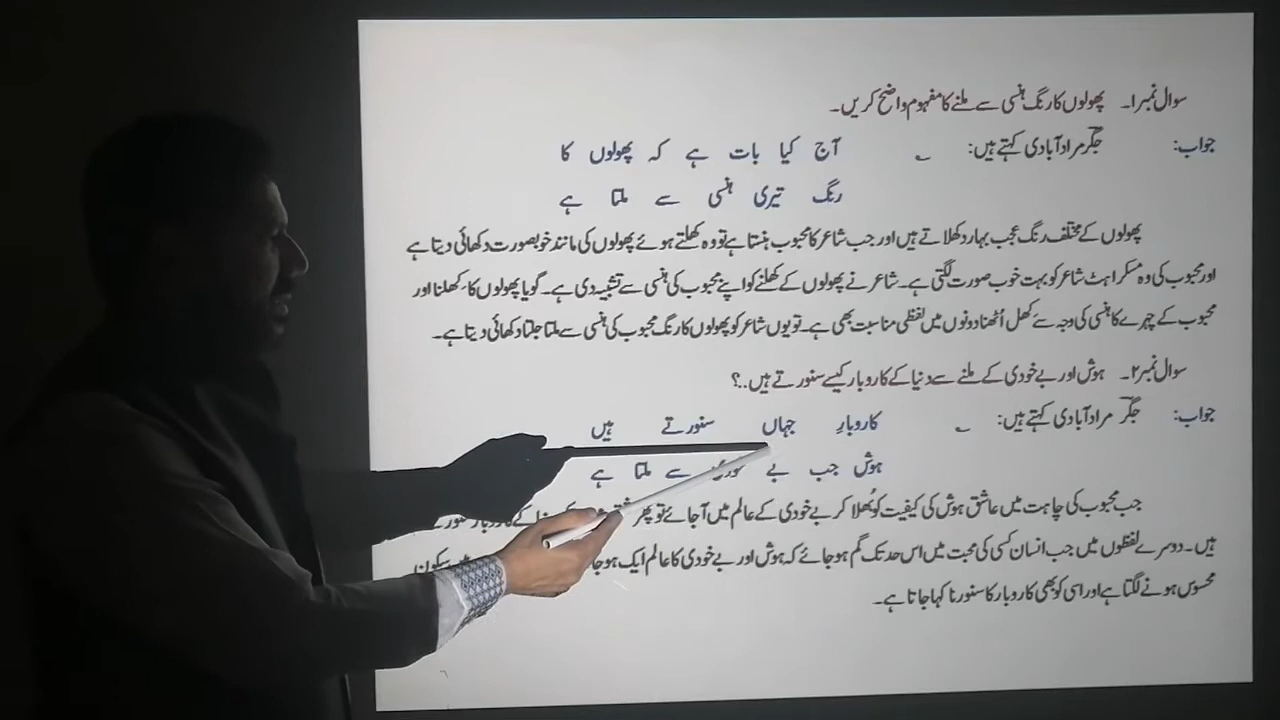 سوال نمبر ۱۔ پھولوں کا رنگ ہنسی سے ملنے کا مفہوم واضح کریں۔
جواب: جگر مراد آبادی کہتے ہیں: ؎ آج کیا بات ہے کہ پھولوں کا
رنگ تیری ہنسی سے ملتا ہے
پھولوں کے مختلف رنگ عجب بہار دکھلاتے ہیں اور جب شاعر کا محبوب ہنستا ہے تو وہ کھلتے ہوئے پھولوں کی مانند خوبصورت دکھائی دیتا ہے
اور محبوب کی وہ مسکراہٹ شاعر کو بہت خوب صورت لگتی ہے۔ شاعر نے پھولوں کے کھلنے کو اپنے محبوب کی ہنسی سے تشبیہ دی ہے۔ گویا پھولوں کا کھلنا اور
محبوب کے چہرے کا ہنسی کی وجہ سے کھل اُٹھنا دونوں میں لفظی مناسبت بھی ہے۔ تو یوں شاعر کو پھولوں کا رنگ محبوب کی ہنسی سے ملتا جلتا دکھائی دیتا ہے۔
سوال نمبر ۲۔ ہوش اور بے خودی کے ملنے سے دنیا کے کاروبار کیسے سنورتے ہیں..؟
جواب: جگر مراد آبادی کہتے ہیں: ؎ کاروبارِ جہاں سنورتے ہیں
ہوش جب بے سے ملتا ہے
جب محبوب کی چاہت میں عاشق ہوش کی کیفیت کو بُھلا کر بے خودی کے عالم میں آجائے تو پھر
ہیں۔ دوسرے لفظوں میں جب انسان کسی کی محبت میں اس حد تک گم ہو جائے کہ ہوش اور بے خودی کا عالم ایک سکون
محسوس ہونے لگتا ہے اور اسی کو بھی کاروبار کا سنورنا کہا جاتا ہے۔